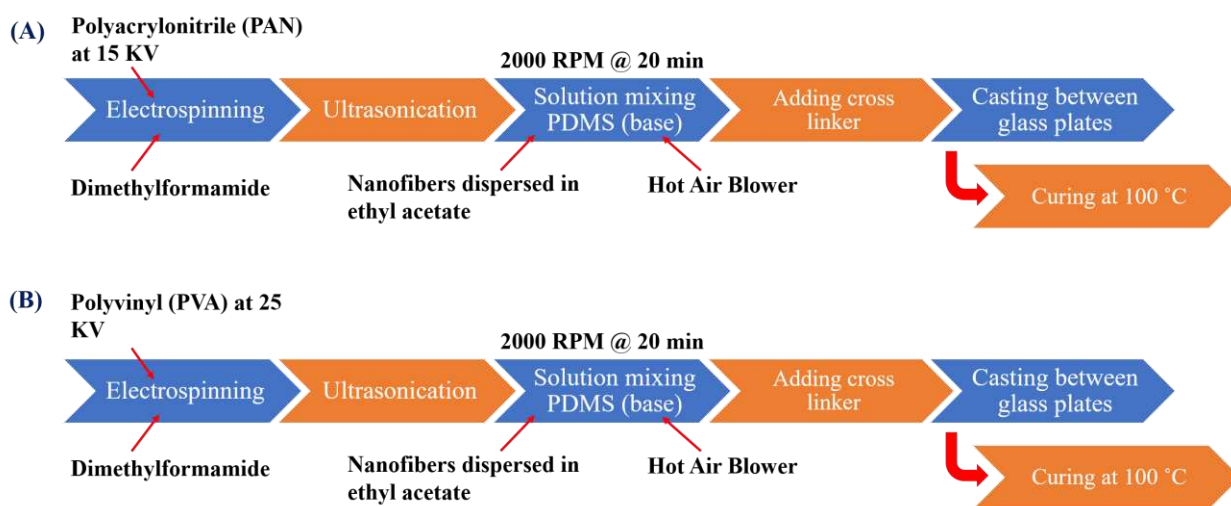 (A)
Polyacrylonitrile (PAN)
at 15 KV
2000 RPM @ 20 min
Electrospinning
Ultrasonication
Solution mixing
PDMS (base)
Adding cross
linker
Casting between
glass plates
Dimethylformamide
Nanofibers dispersed in
ethyl acetate
Hot Air Blower
Curing at 100 ˚C
(B)
Polyvinyl (PVA) at 25
KV
2000 RPM @ 20 min
Electrospinning
Ultrasonication
Solution mixing
PDMS (base)
Adding cross
linker
Casting between
glass plates
Dimethylformamide
Nanofibers dispersed in
ethyl acetate
Hot Air Blower
Curing at 100 ˚C